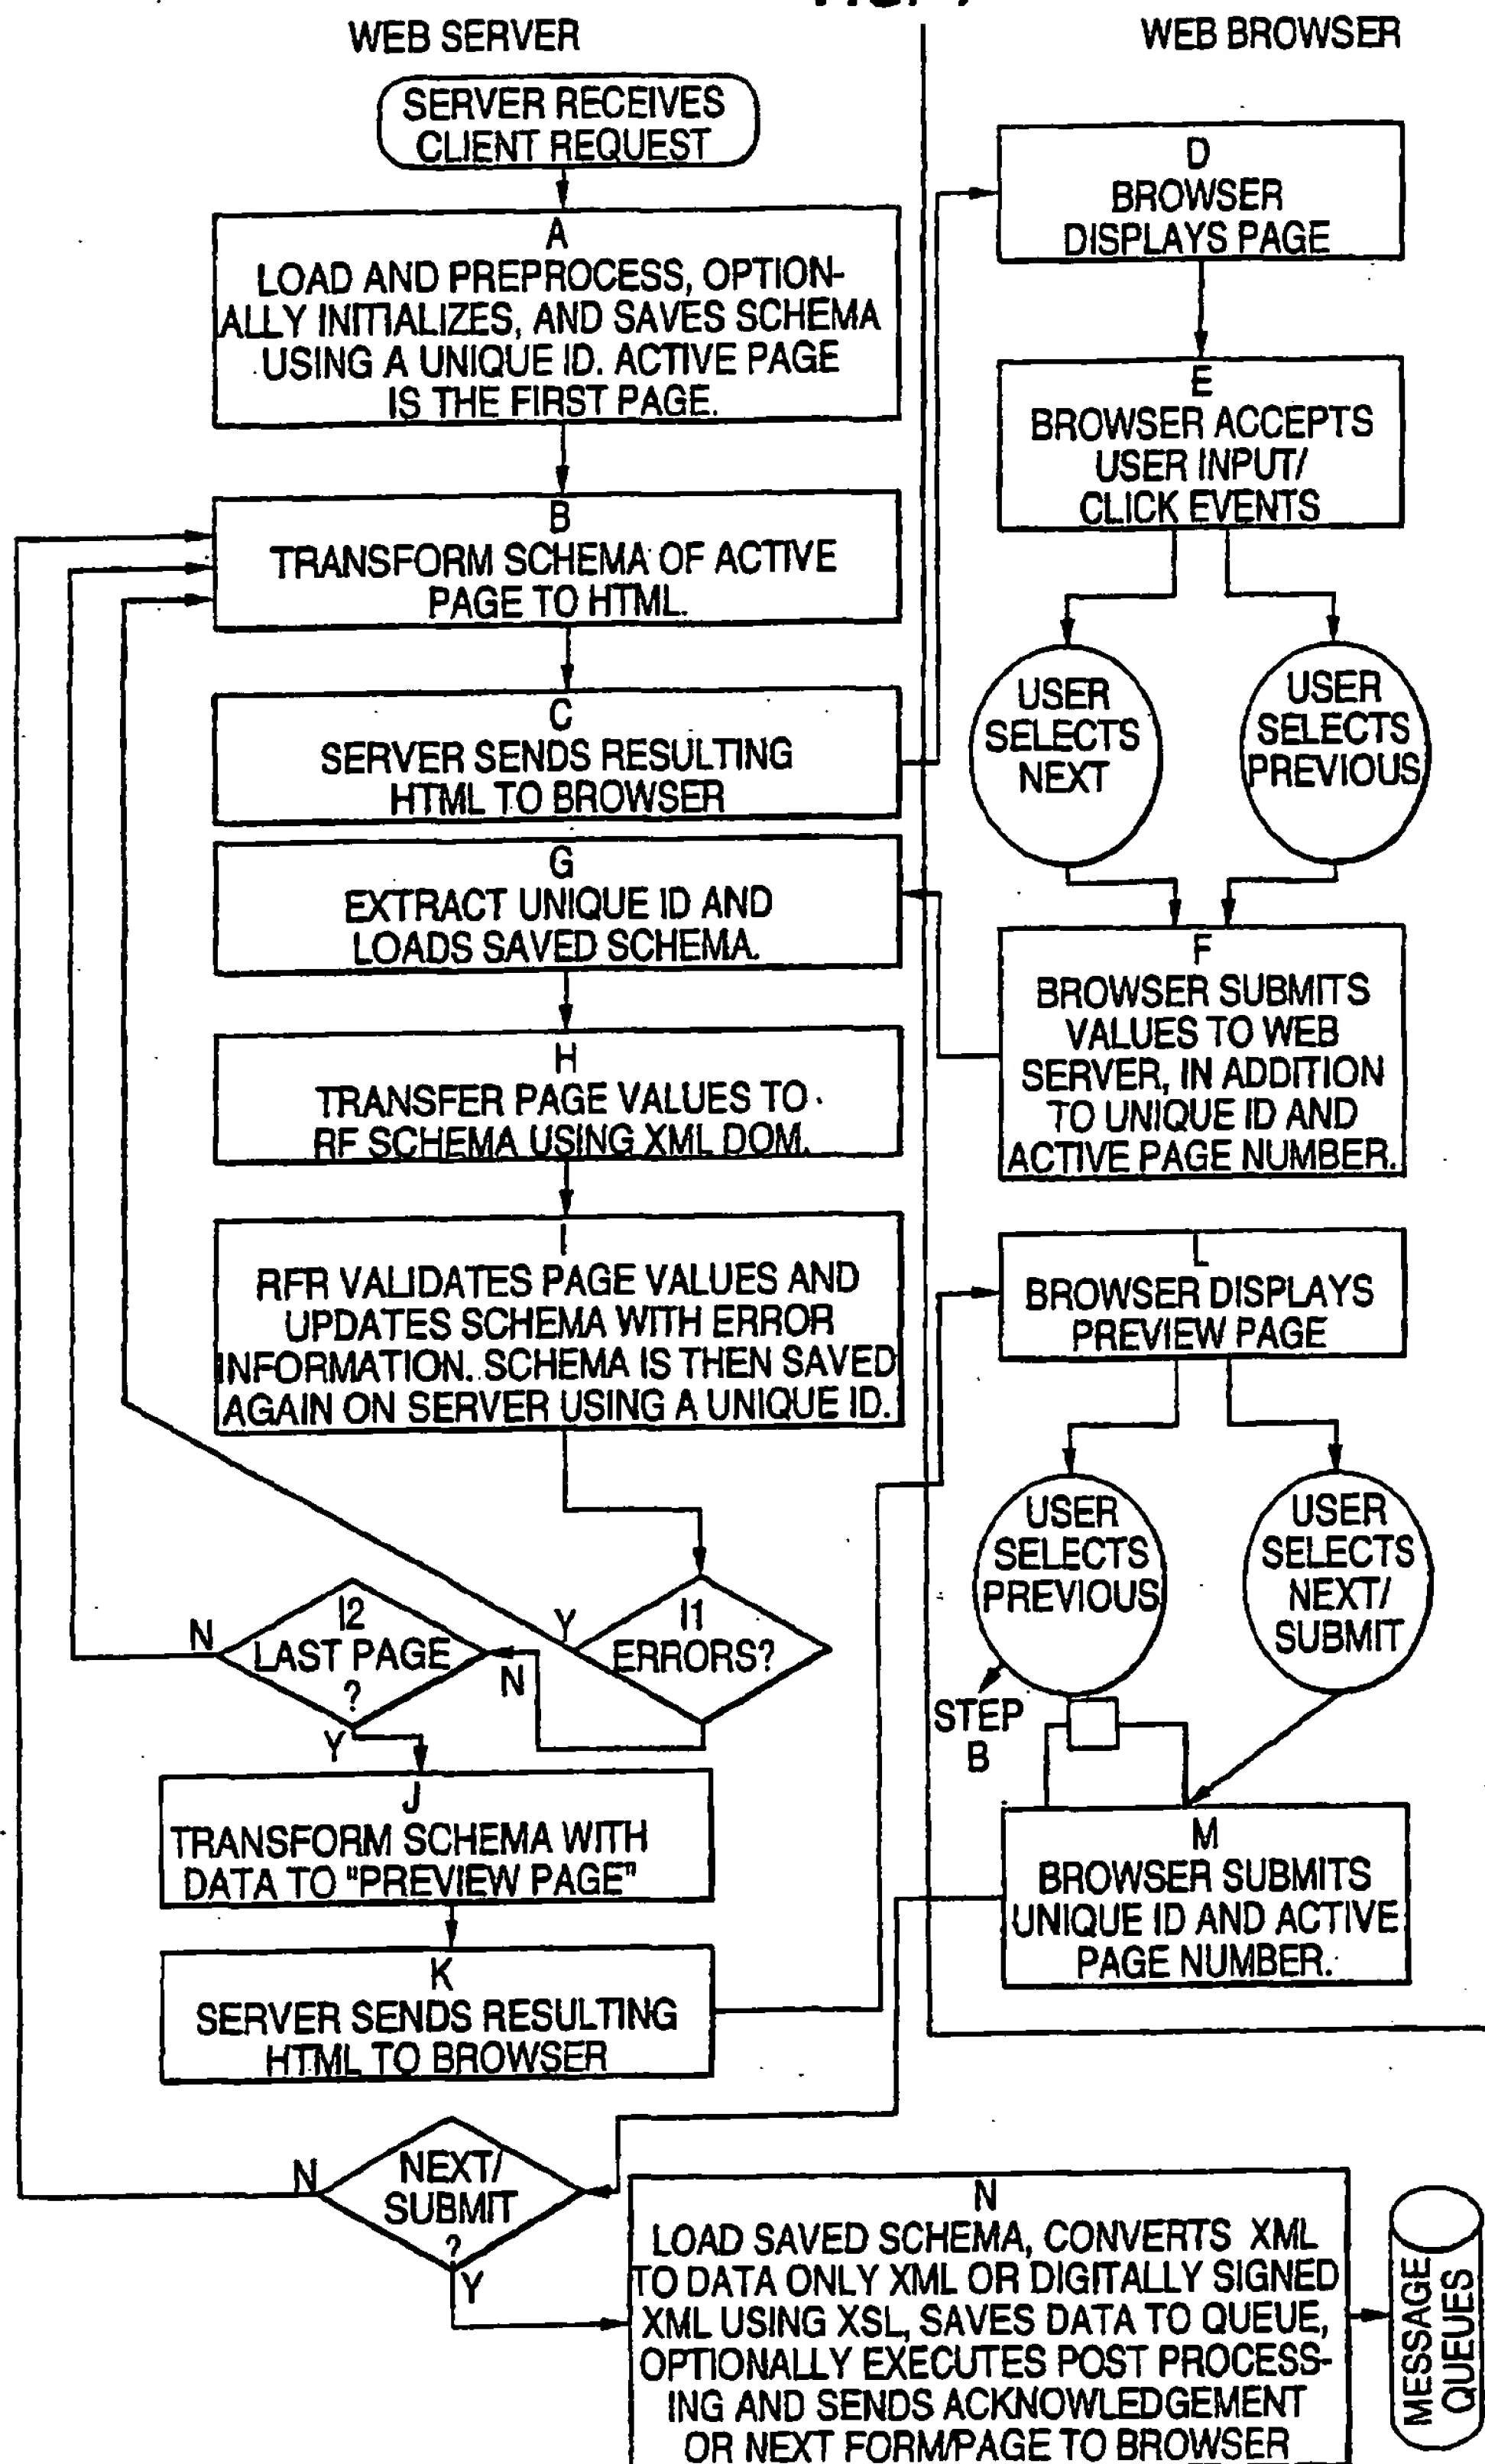 WEB SERVER
SERVER RECEIVES
CLIENT REQUEST
A
LOAD AND PREPROCESS, OPTION-
ALLY INITIALIZES, AND SAVES SCHEMA
USING A UNIQUE ID. ACTIVE PAGE
IS THE FIRST PAGE.
B
TRANSFORM SCHEMA OF ACTIVE
PAGE TO HTML.
C
SERVER SENDS RESULTING
HTML TO BROWSER
G
EXTRACT UNIQUE ID AND
LOADS SAVED SCHEMA.
H
TRANSFER PAGE VALUES TO
RF SCHEMA USING XML DOM.
I
RFR VALIDATES PAGE VALUES AND
UPDATES SCHEMA WITH ERROR
INFORMATION. SCHEMA IS THEN SAVED
AGAIN ON SERVER USING A UNIQUE ID.
I1
ERRORS?
Y
N
I2
LAST PAGE
?
N
Y
J
TRANSFORM SCHEMA WITH
DATA TO "PREVIEW PAGE"
K
SERVER SENDS RESULTING
HTML TO BROWSER
NEXT/
SUBMIT
?
N
Y
N
LOAD SAVED SCHEMA, CONVERTS XML
TO DATA ONLY XML OR DIGITALLY SIGNED
XML USING XSL, SAVES DATA TO QUEUE,
OPTIONALLY EXECUTES POST PROCESS-
ING AND SENDS ACKNOWLEDGEMENT
OR NEXT FORM/PAGE TO BROWSER
MESSAGE
QUEUES
WEB BROWSER
D
BROWSER
DISPLAYS PAGE
E
BROWSER ACCEPTS
USER INPUT/
CLICK EVENTS
USER
SELECTS
NEXT
USER
SELECTS
PREVIOUS
F
BROWSER SUBMITS
VALUES TO WEB
SERVER, IN ADDITION
TO UNIQUE ID AND
ACTIVE PAGE NUMBER.
L
BROWSER DISPLAYS
PREVIEW PAGE
USER
SELECTS
PREVIOUS
USER
SELECTS
NEXT/
SUBMIT
STEP
B
M
BROWSER SUBMITS
UNIQUE ID AND ACTIVE
PAGE NUMBER.